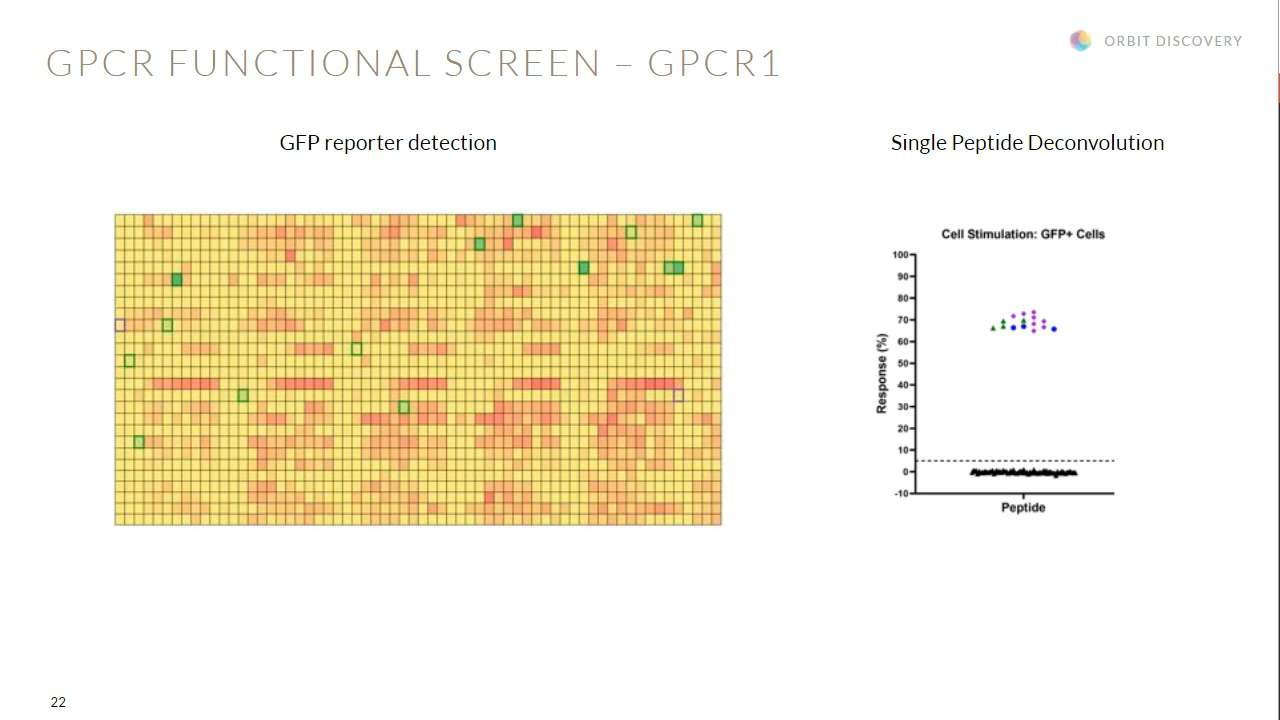 GPCR FUNCTIONAL SCREEN – GPCR1
ORBIT DISCOVERY
GFP reporter detection
Single Peptide Deconvolution
Cell Stimulation: GFP+ Cells
Response (%)
100
90
80
70
60
50
40
30
20
10
0
-10
Peptide
22